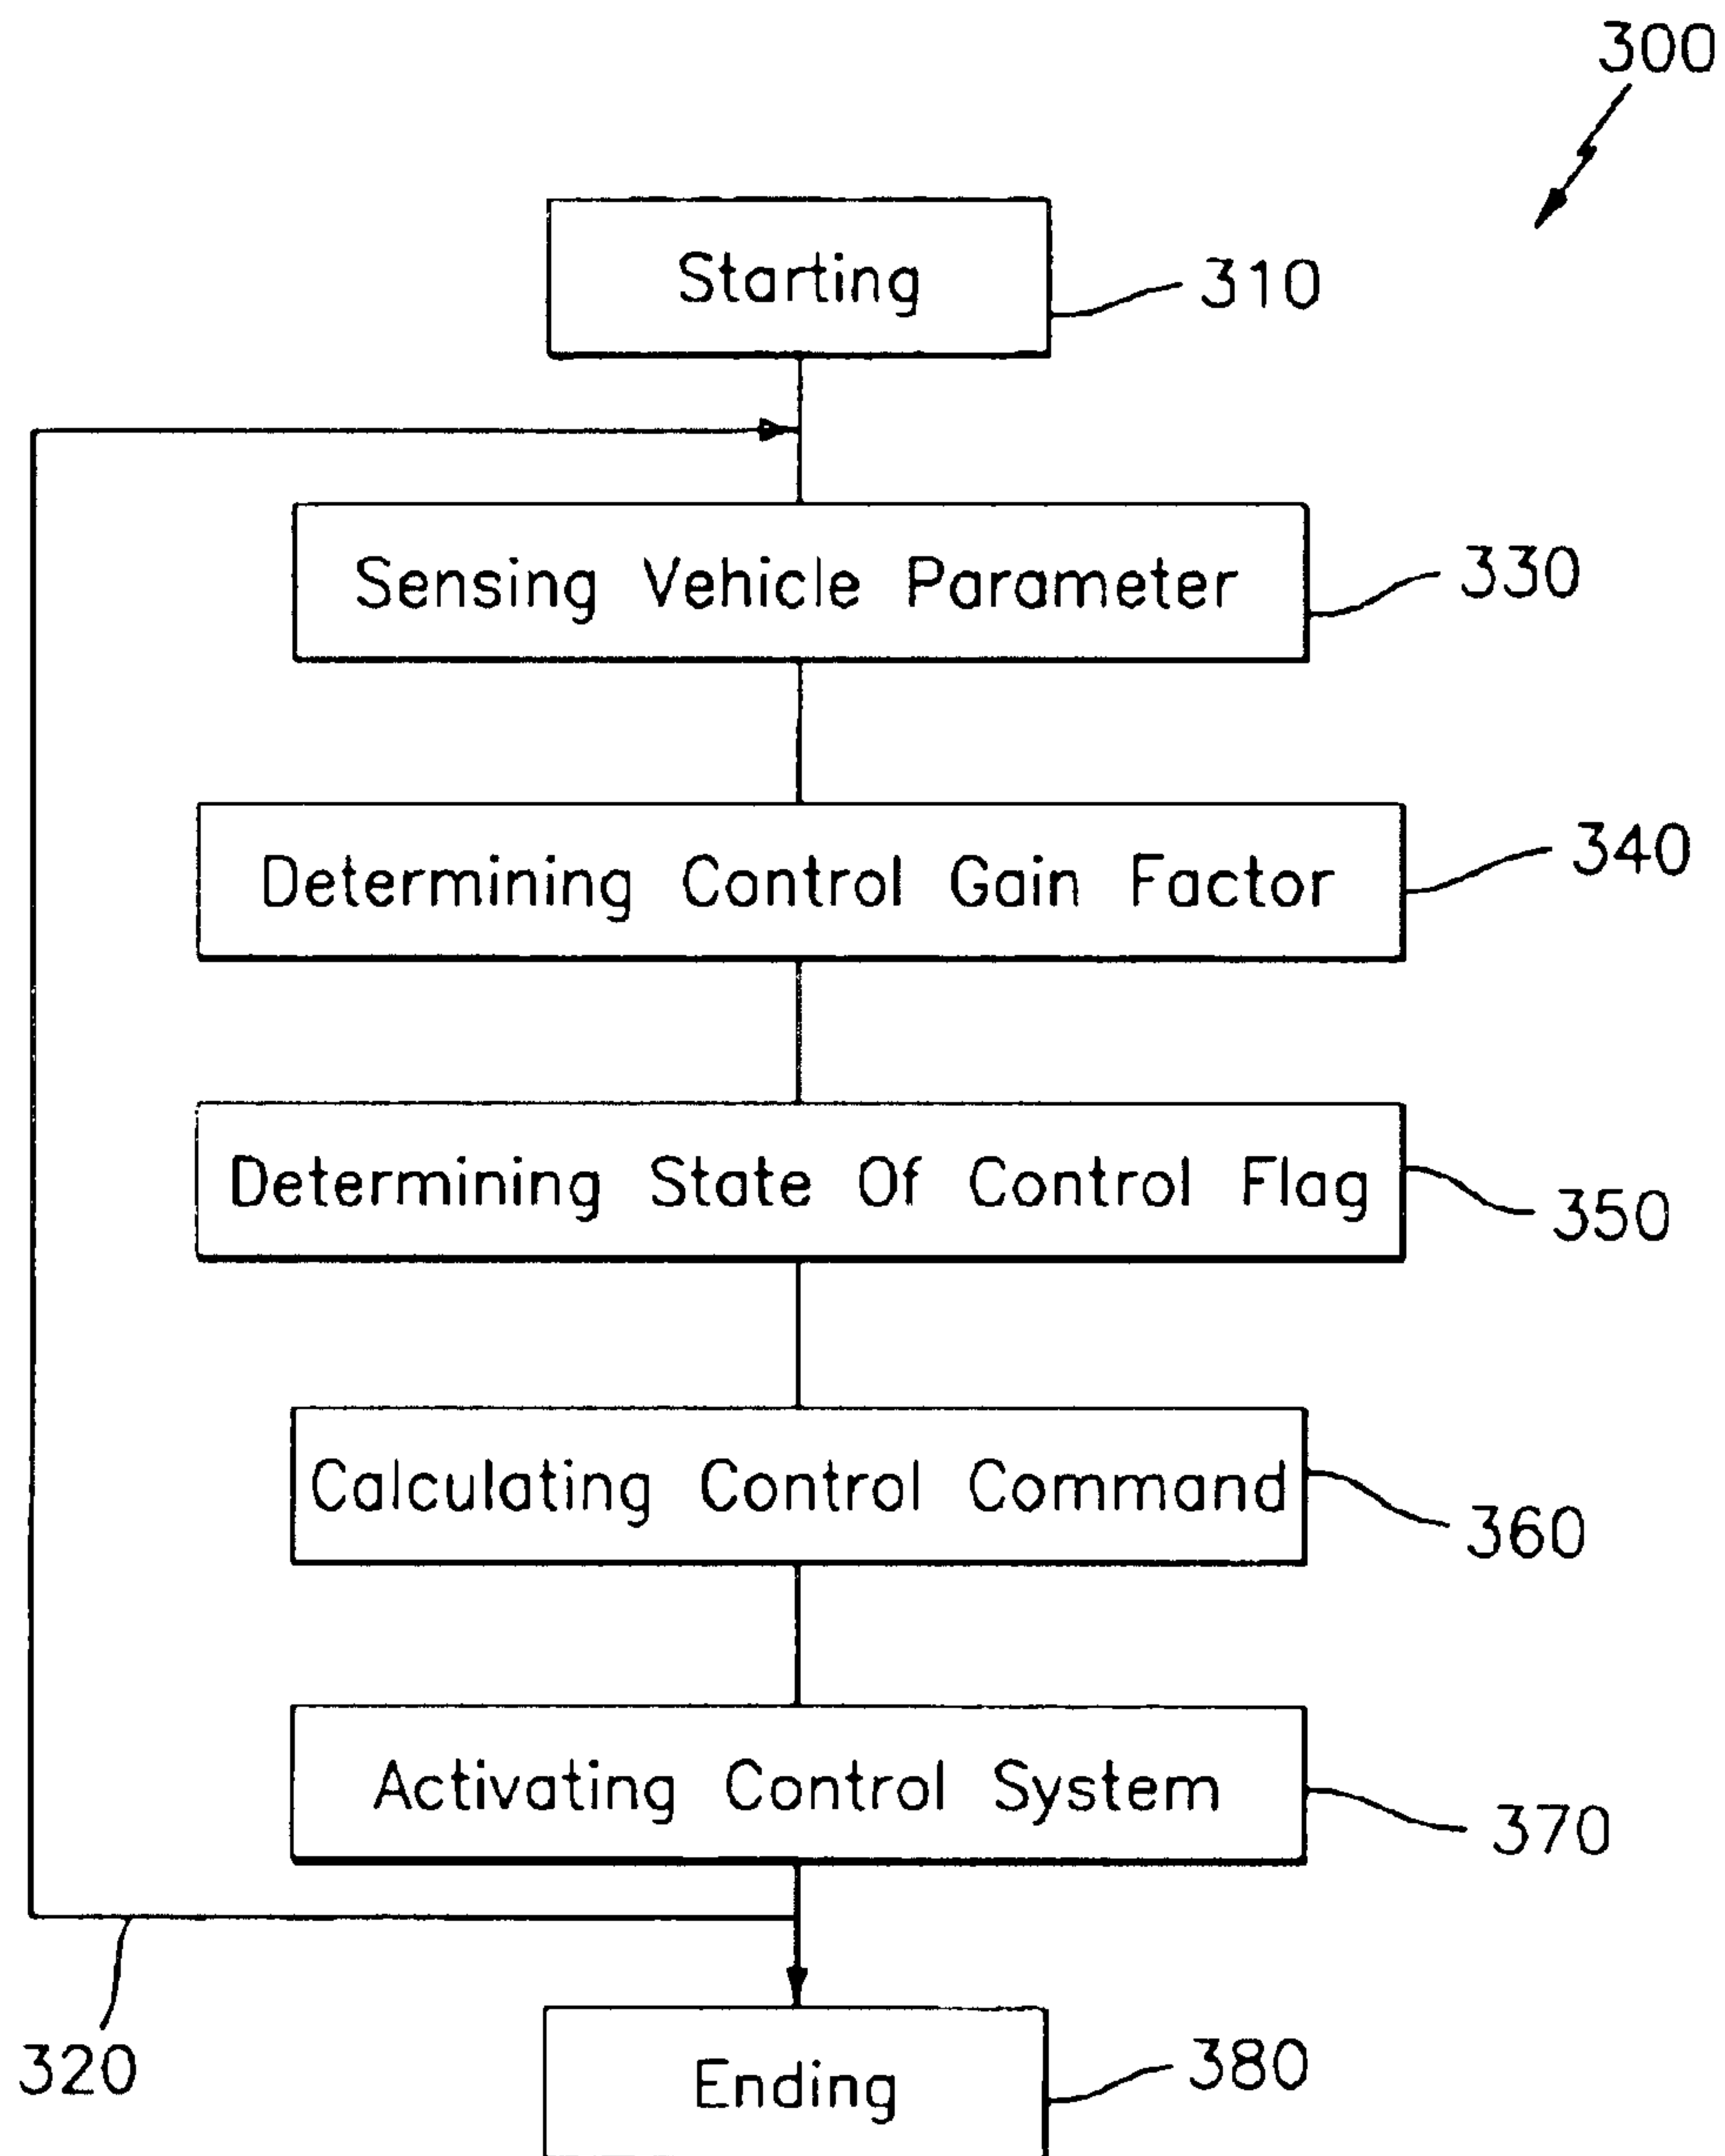 300
Starting
310
Sensing Vehicle Parameter
330
Determining Control Gain Factor
340
Determining State Of Control Flag
350
Calculating Control Command
360
Activating Control System
370
320
Ending
380